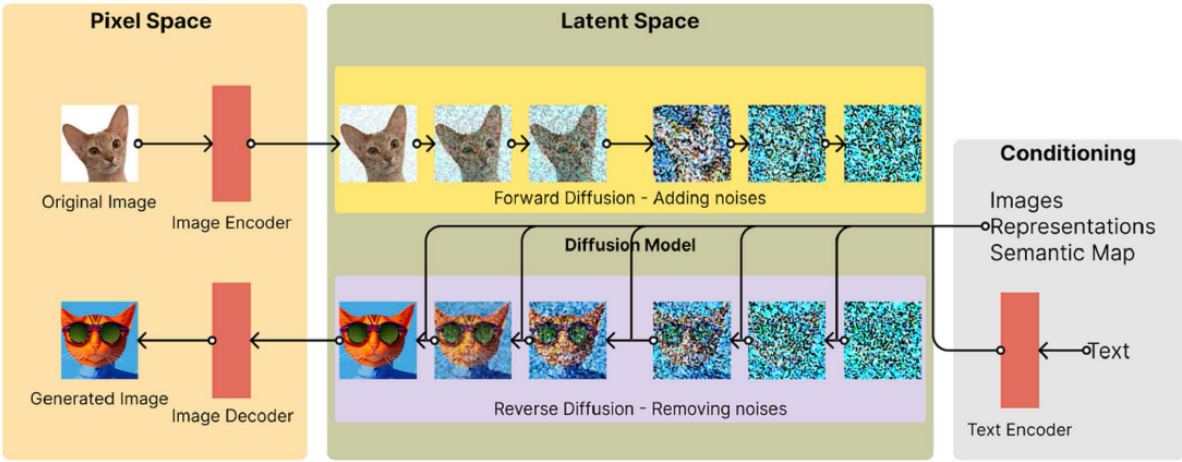 Pixel Space
Original Image
Image Encoder
Generated Image
Image Decoder
Latent Space
Forward Diffusion - Adding noises
Diffusion Model
Reverse Diffusion - Removing noises
Conditioning
Images
Representations
Semantic Map
Text
Text Encoder